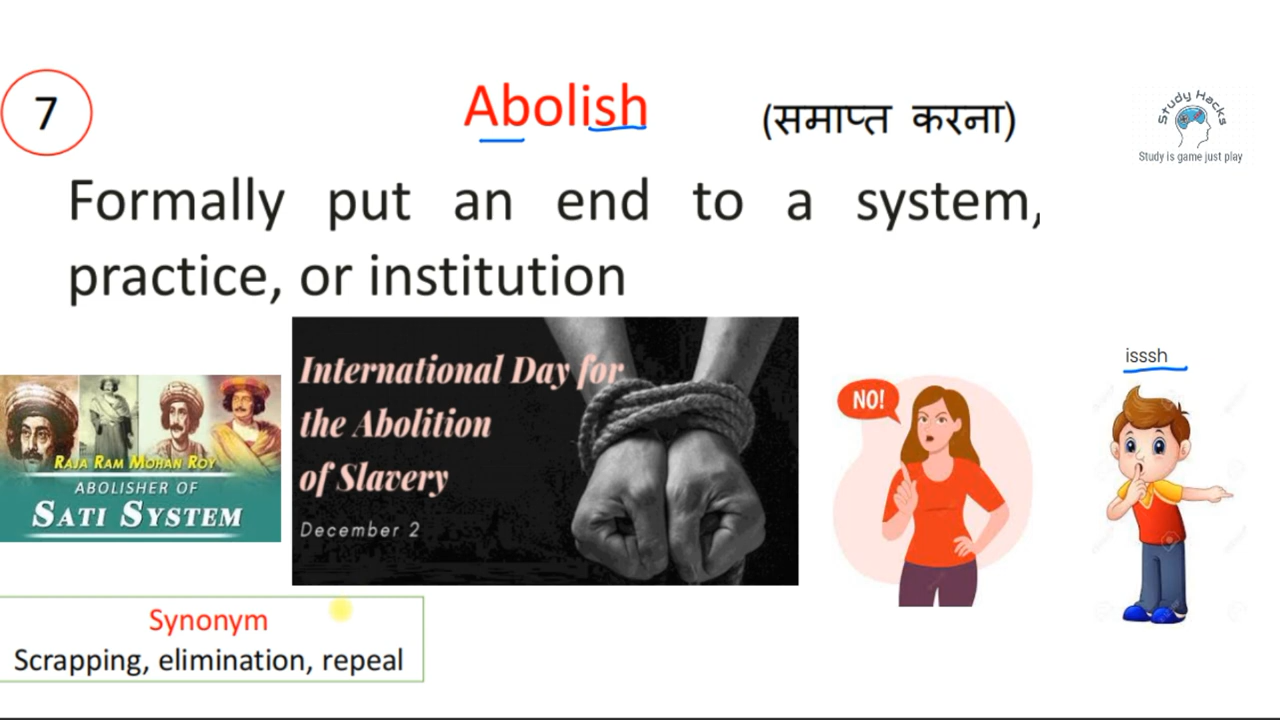 7
Abolish (समाप्त करना)
Study Hacks
Study is game just play
Formally put an end to a system,
practice, or institution
RAJA RAM MOHAN ROY
ABOLISHER OF
SATI SYSTEM
International Day for
the Abolition
of Slavery
December 2
NO!
isssh
Synonym
Scrapping, elimination, repeal